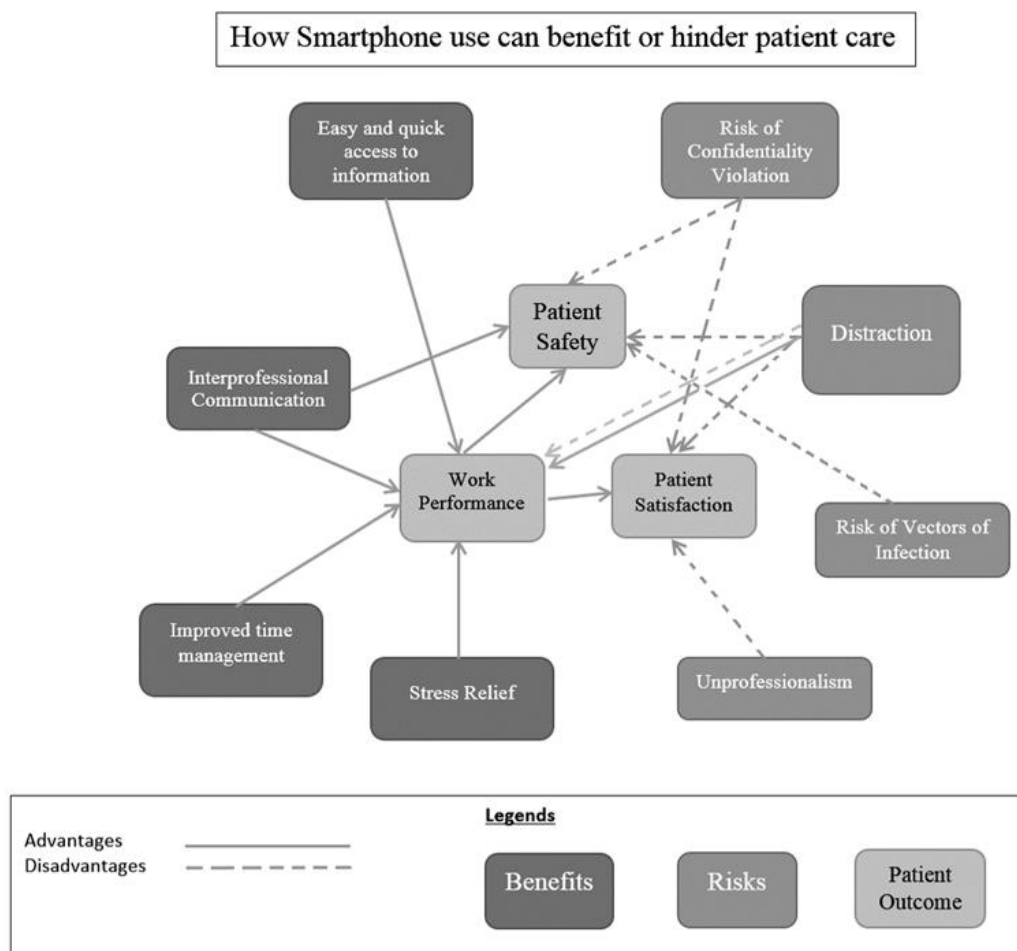 How Smartphone use can benefit or hinder patient care
Easy and quick
access to
information
Risk of
Confidentiality
Violation
Patient
Safety
Distraction
Interprofessional
Communication
Work
Performance
Patient
Satisfaction
Risk of Vectors of
Infection
Improved time
management
Stress Relief
Unprofessionalism
Legends
Advantages
Disadvantages
Benefits
Risks
Patient
Outcome